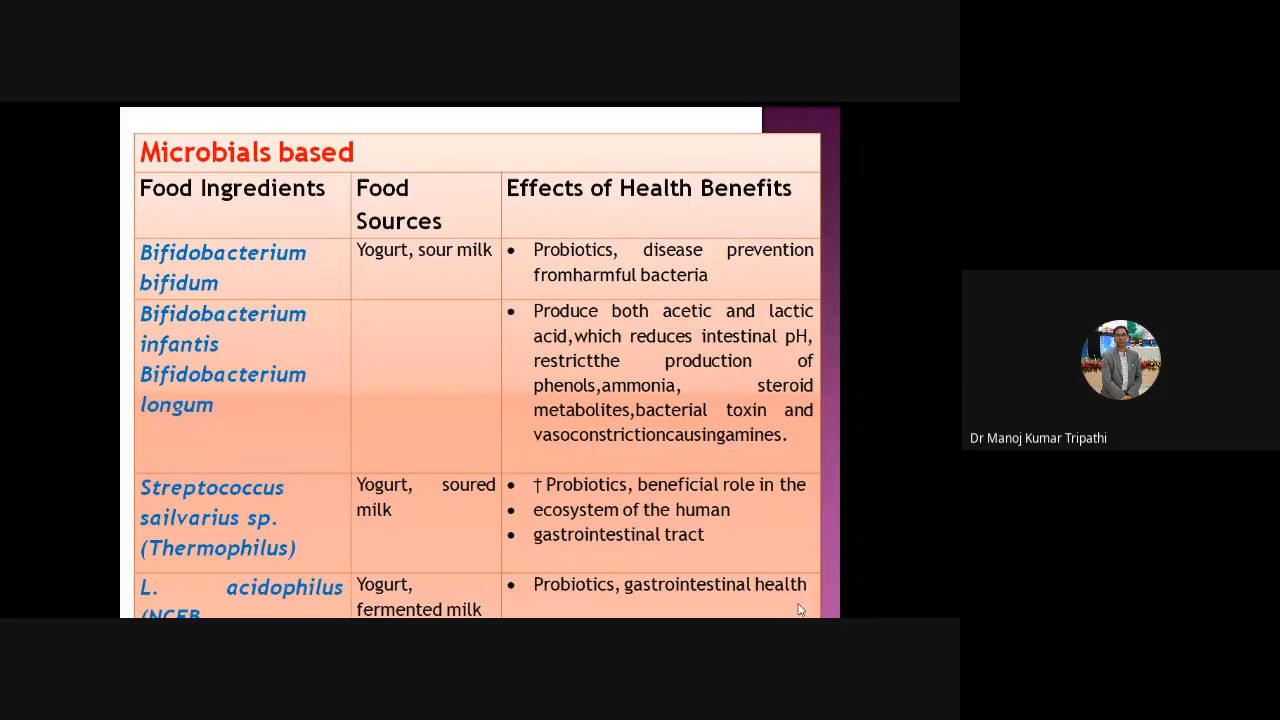 Microbials based
Food Ingredients
Food
Sources
Effects of Health Benefits
Bifidobacterium
bifidum
Yogurt, sour milk
• Probiotics, disease prevention
fromharmful bacteria
Bifidobacterium
infantis
Bifidobacterium
longum
• Produce both acetic and lactic
acid,which reduces intestinal pH,
restrictthe production of
phenols,ammonia, steroid
metabolites,bacterial toxin and
vasoconstrictioncausingamines.
Streptococcus
sailvarius sp.
(Thermophilus)
Yogurt, soured
milk
• † Probiotics, beneficial role in the
• ecosystem of the human
• gastrointestinal tract
L. acidophilus
Yogurt,
fermented milk
• Probiotics, gastrointestinal health
Dr Manoj Kumar Tripathi